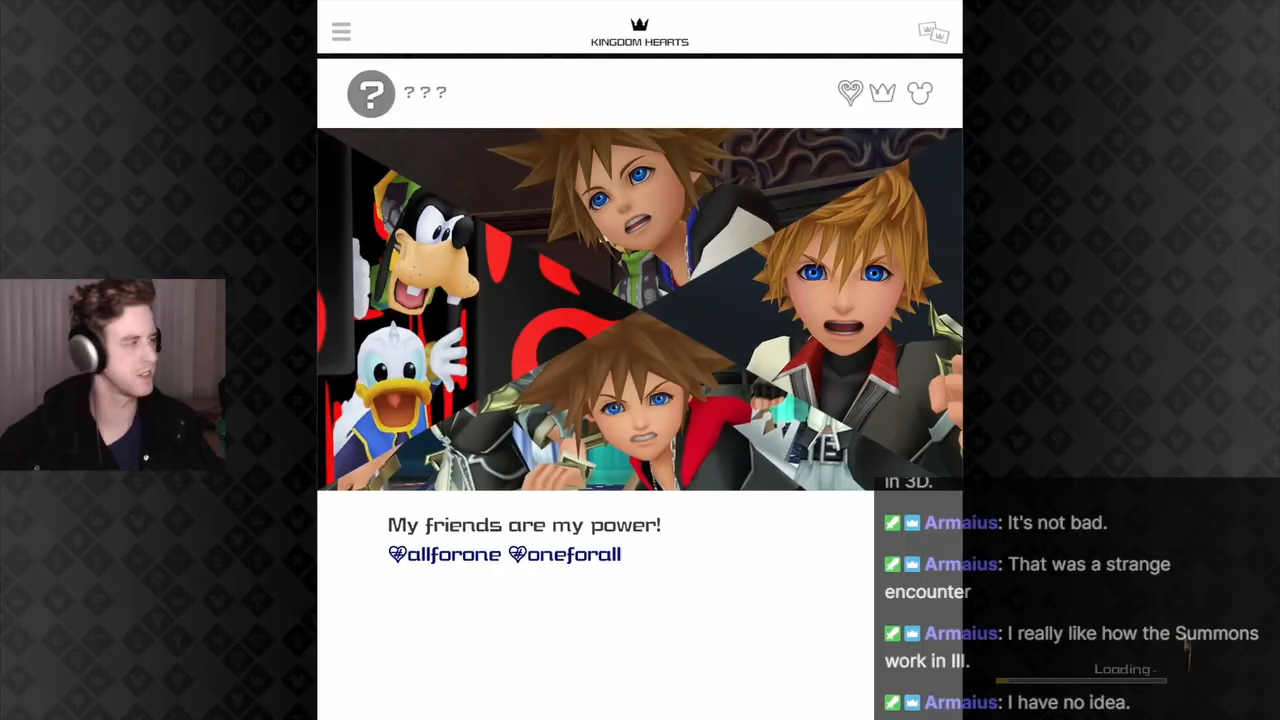 KINGDOM HEARTS
?
? ? ?
My friends are my power!
allforone oneforall
in 3D.
Armaius: It's not bad.
Armaius: That was a strange
encounter
Armaius: I really like how the Summons
work in III.
Loading-
Armaius: I have no idea.